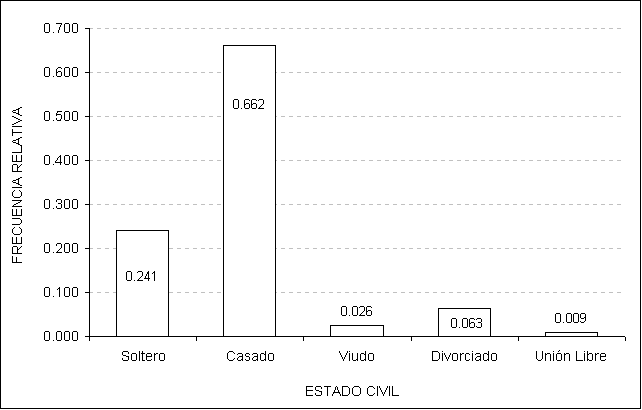 0.700
0.600
0.500
0.400
0.300
0.200
0.100
0.000
FRECUENCIA RELATIVA
0.241
0.662
0.026
0.063
0.009
Soltero
Casado
Viudo
Divorciado
Unión Libre
ESTADO CIVIL